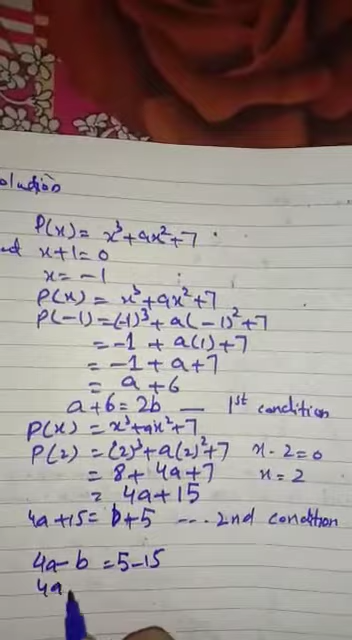 olution
P(x) = x³+ax²+7
x+1=0
x = -1
P(x) = x³+ax²+7
P(-1) = (-1)³+a(-1)²+7
= -1 + a(1)+7
= -1 + a+7
= a+6
a+6=2b — 1st condition
P(x) = x³+ax²+7
P(2) = (2)³+a(2)²+7 x-2=0
= 8+4a+7 x=2
= 4a+15
4a+15= b+5 ... 2nd condition
4a-b = 5-15
4a